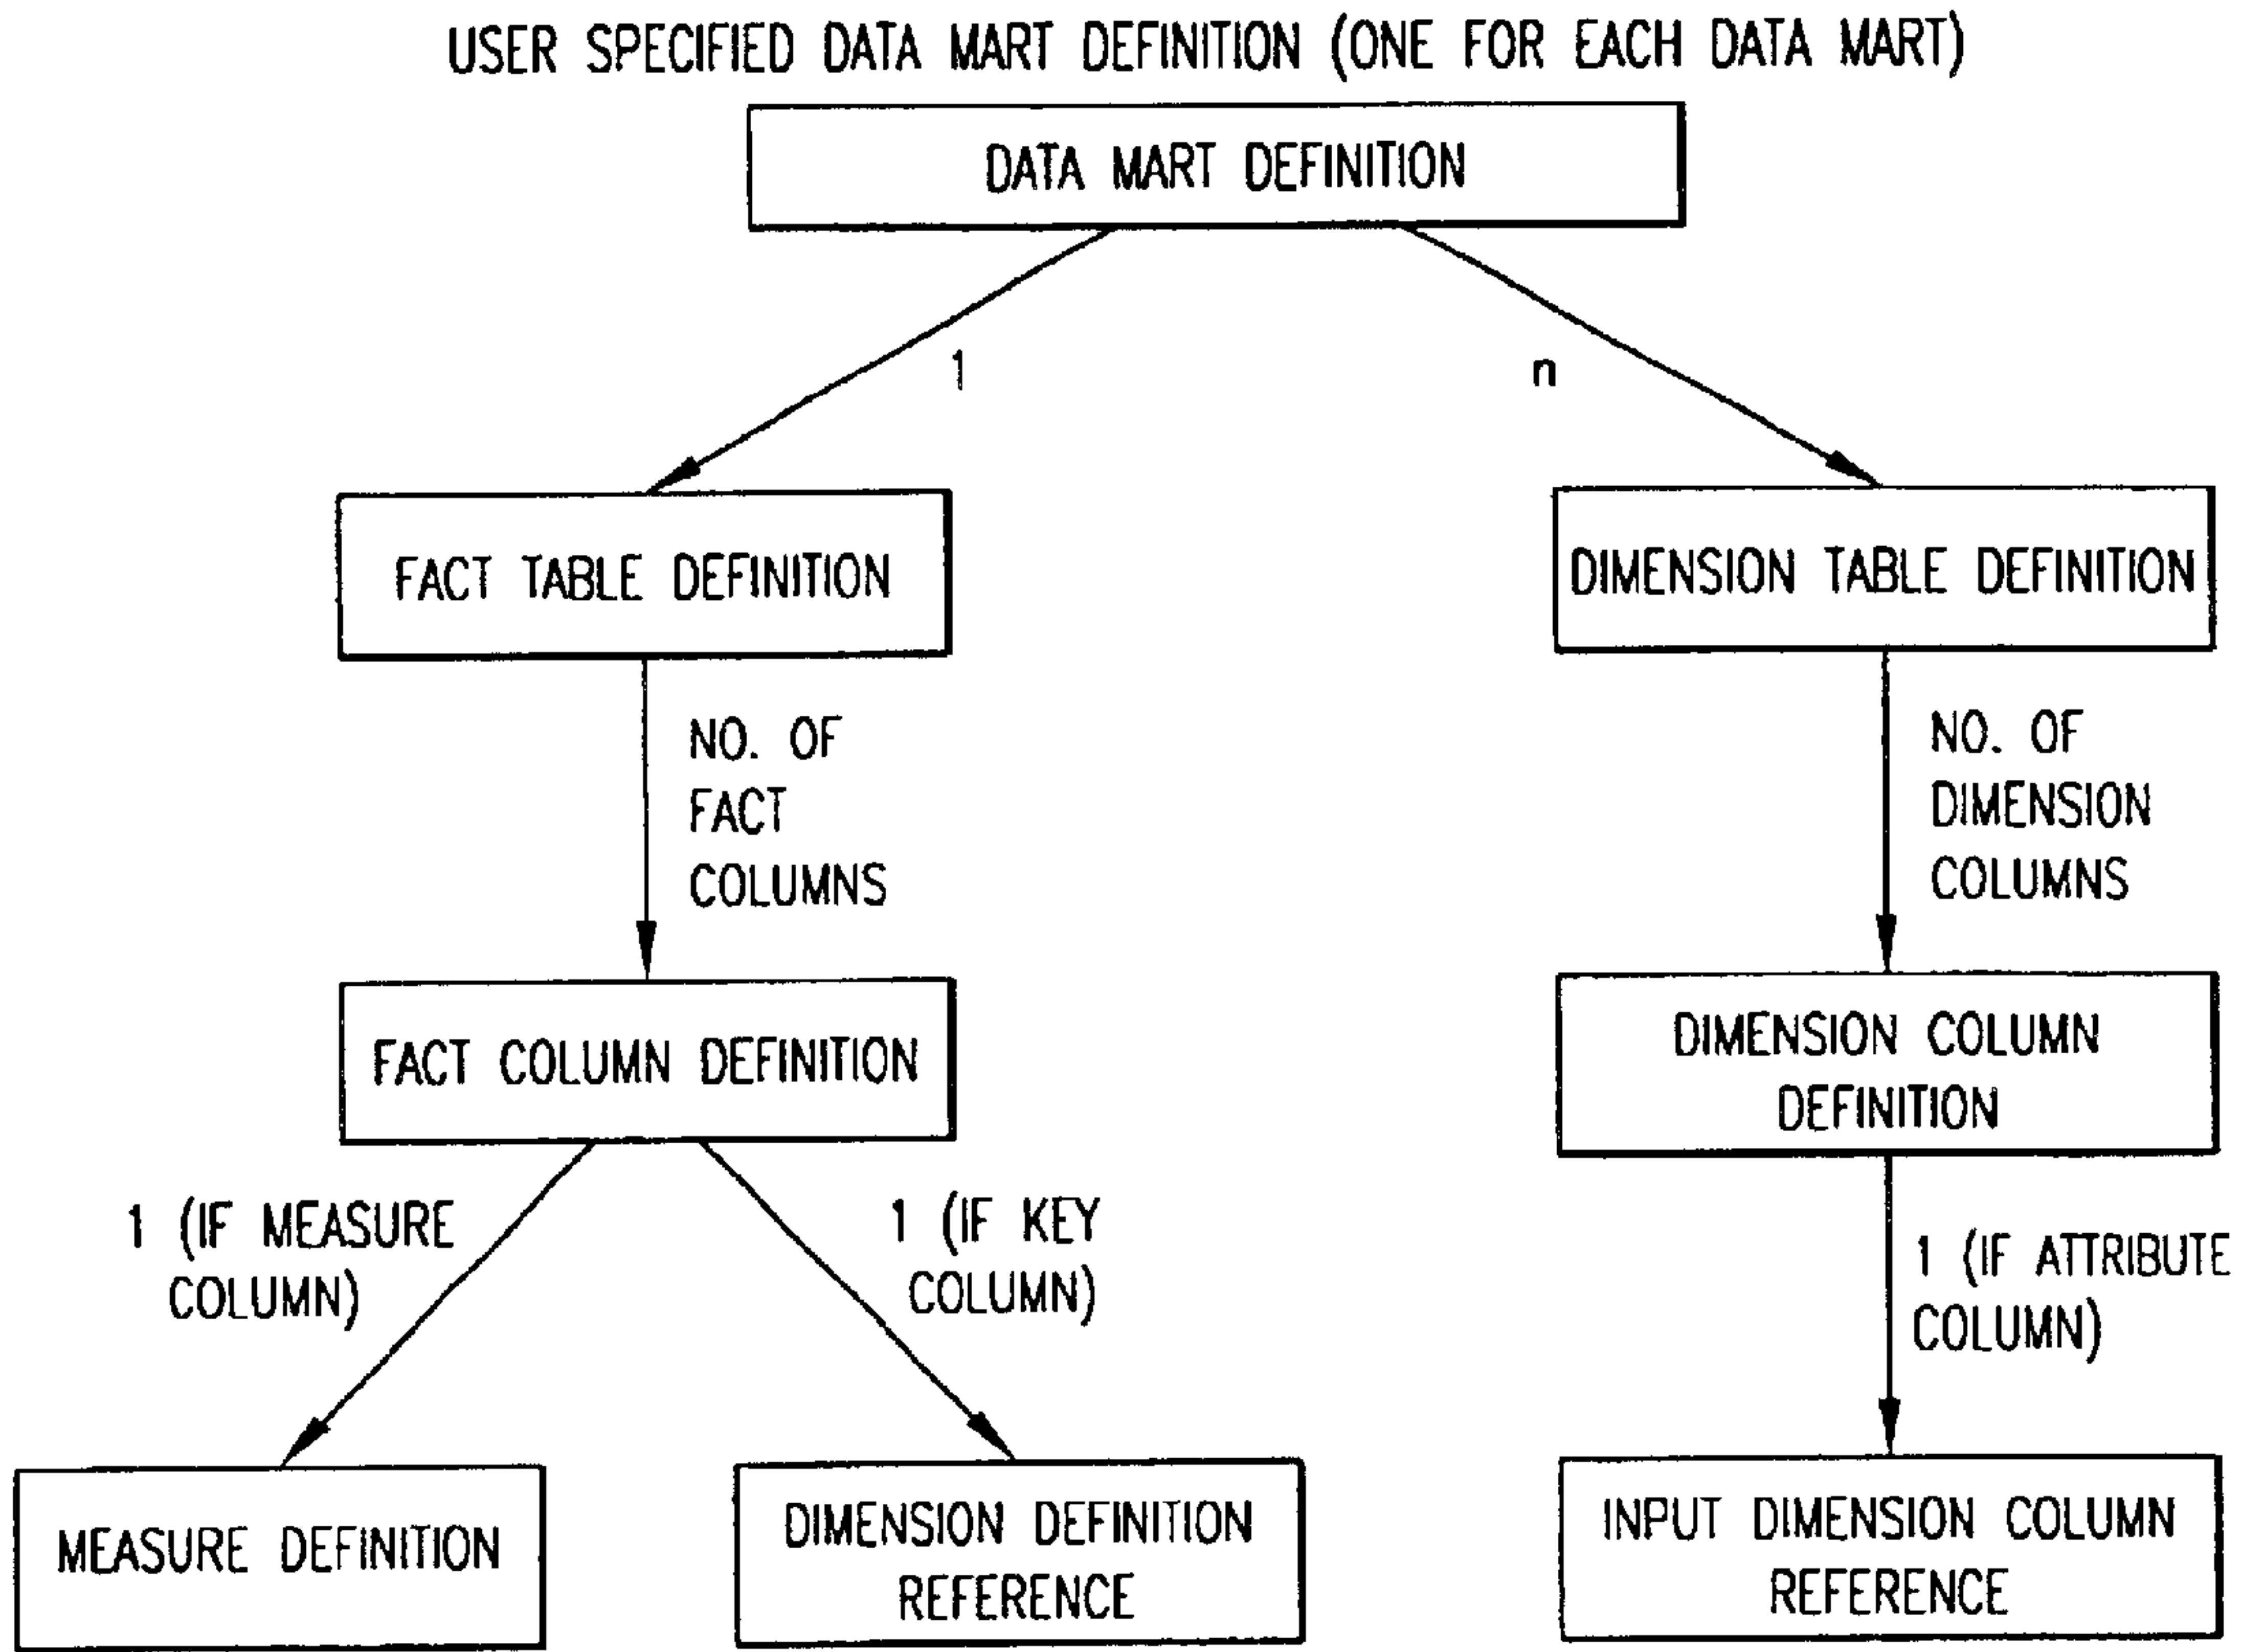 USER SPECIFIED DATA MART DEFINITION (ONE FOR EACH DATA MART)
DATA MART DEFINITION
1
n
FACT TABLE DEFINITION
DIMENSION TABLE DEFINITION
NO. OF
FACT
COLUMNS
NO. OF
DIMENSION
COLUMNS
FACT COLUMN DEFINITION
DIMENSION COLUMN
DEFINITION
1 (IF MEASURE
COLUMN)
1 (IF KEY
COLUMN)
1 (IF ATTRIBUTE
COLUMN)
MEASURE DEFINITION
DIMENSION DEFINITION
REFERENCE
INPUT DIMENSION COLUMN
REFERENCE